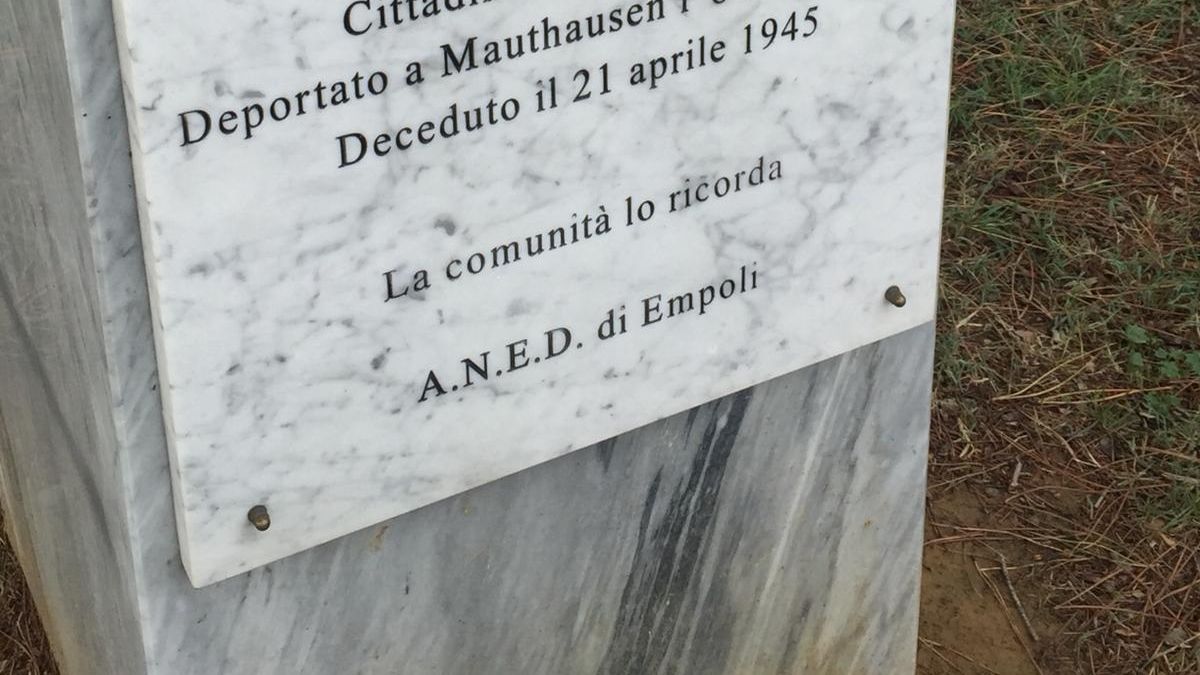 Deportato a Mauthausen
Deceduto il 21 aprile 1945
La comunità lo ricorda
A.N.E.D. di Empoli